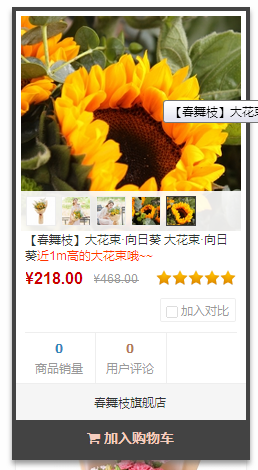 【春舞枝】大花束
【春舞枝】大花束·向日葵 大花束·向日
葵近1m高的大花束哦~~
¥218.00 ¥468.00
加入对比
0 0
商品销量 用户评论
春舞枝旗舰店
加入购物车